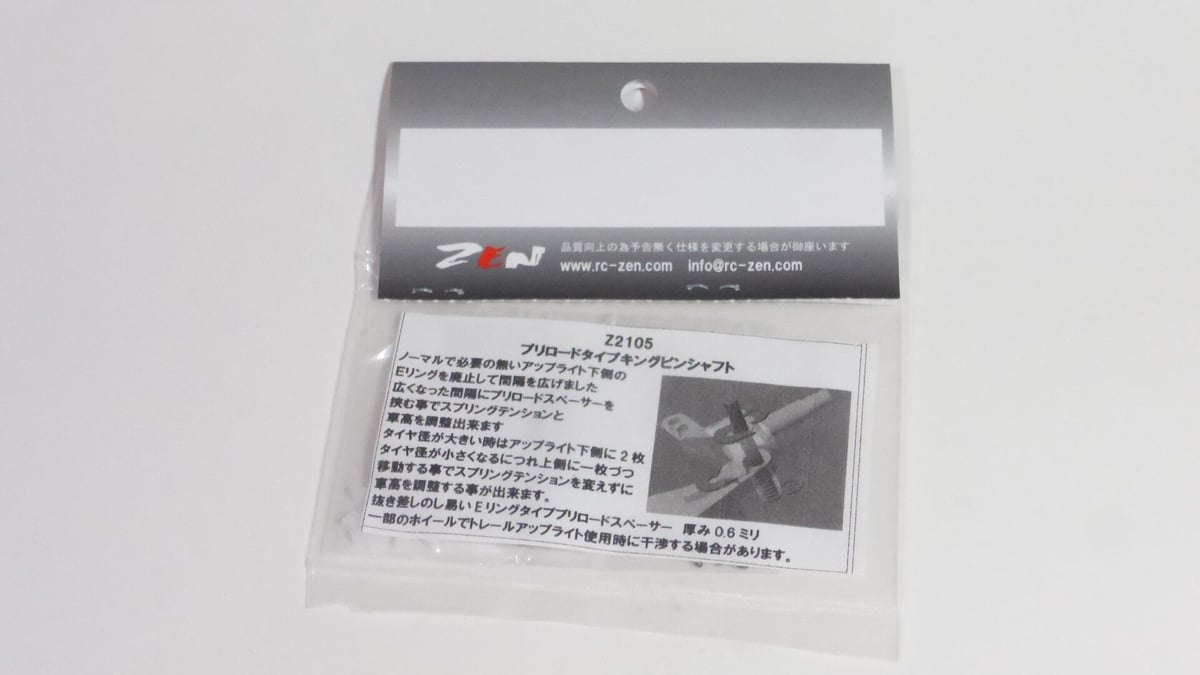 ZEN
品質向上の為予告無く仕様を変更する場合が御座います
www.rc-zen.com info@rc-zen.com
Z2105
プリロードタイプキングピンシャフト
ノーマルで必要の無いアップライト下側の
Eリングを廃止して間隔を広げました
広くなった間隔にプリロードスペーサーを
挟む事でスプリングテンションと
車高を調整出来ます
タイヤ径が大きい時はアップライト下側に2枚
タイヤ径が小さくなるにつれ上側に一枚づつ
移動する事でスプリングテンションを変えずに
車高を調整する事が出来ます。
抜き差しのし易いEリングタイププリロードスペーサー 厚み0.6ミリ
一部のホイールでトレールアップライト使用時に干渉する場合があります。